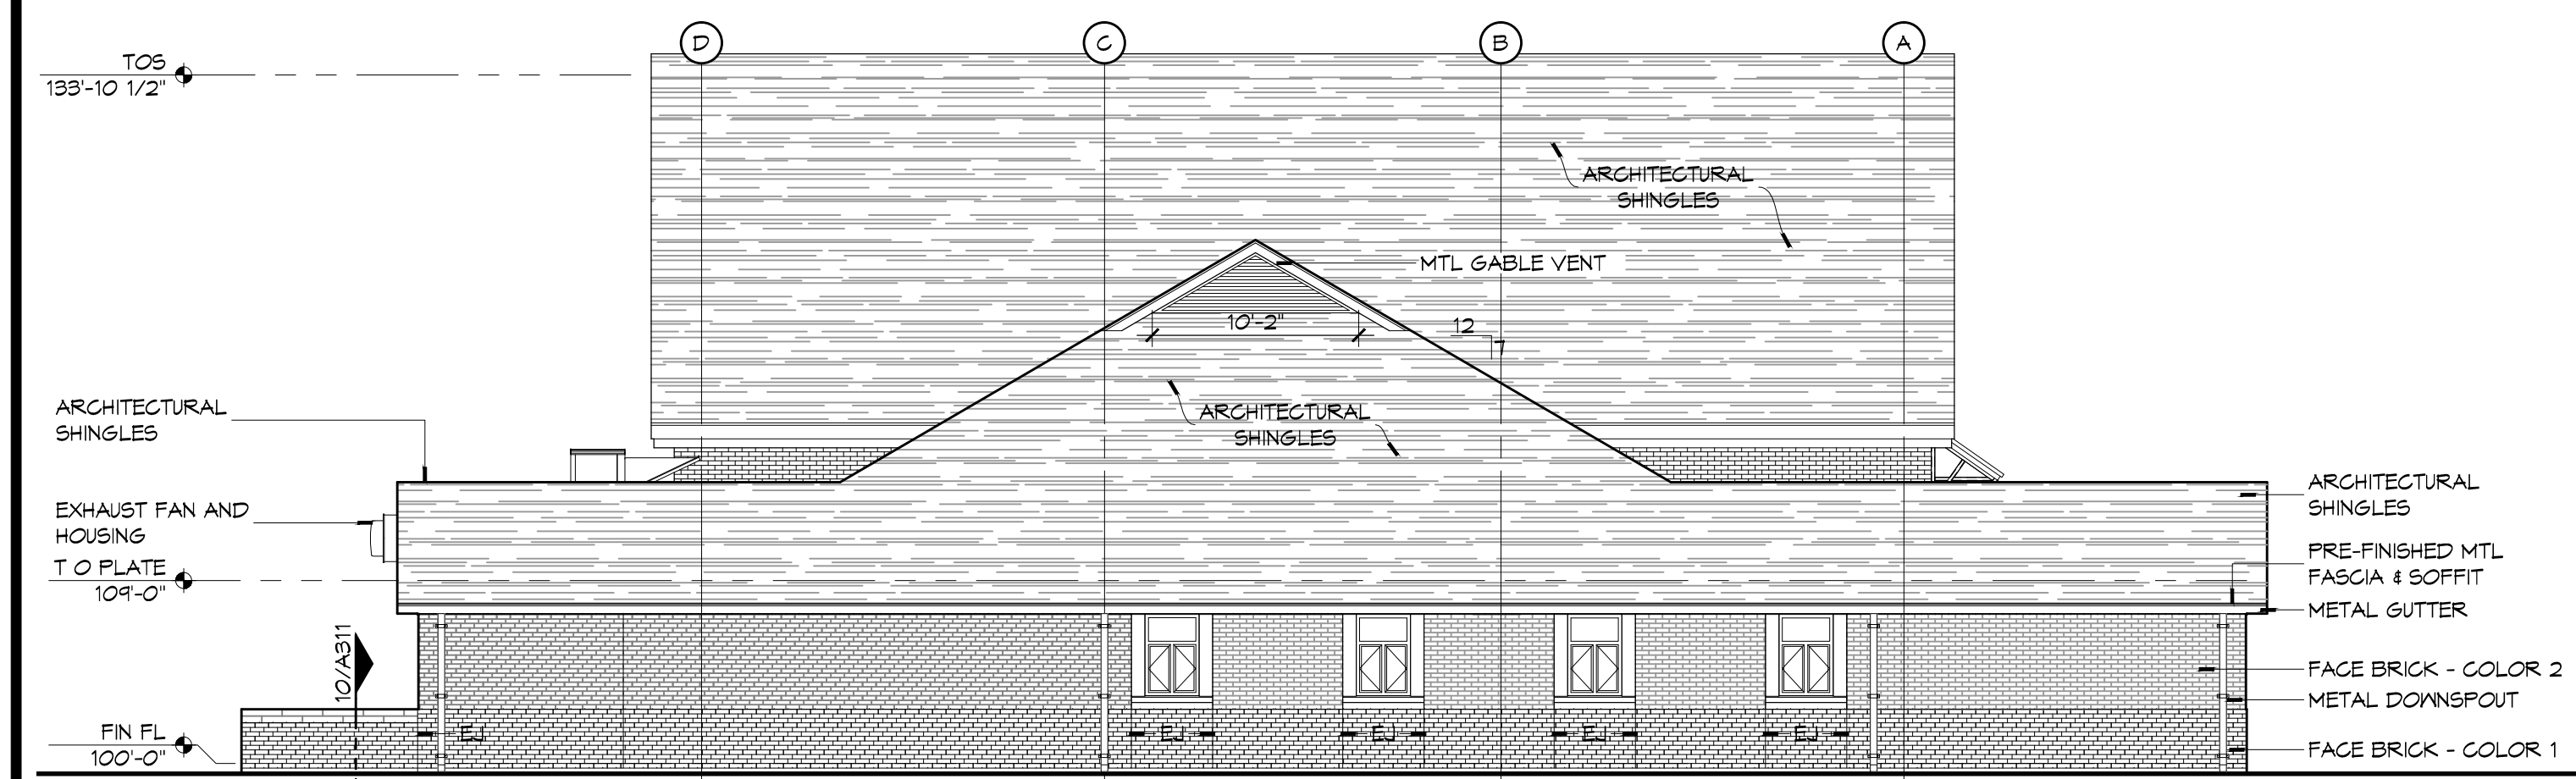 D
C
B
A
TOS
133'-10 1/2"
ARCHITECTURAL
SHINGLES
MTL GABLE VENT
10'-2"
12
7
ARCHITECTURAL
SHINGLES
ARCHITECTURAL
SHINGLES
EXHAUST FAN AND
HOUSING
T O PLATE
109'-0"
10/A311
FIN FL
100'-0"
EJ
EJ
EJ
EJ
EJ
ARCHITECTURAL
SHINGLES
PRE-FINISHED MTL
FASCIA & SOFFIT
METAL GUTTER
FACE BRICK - COLOR 2
METAL DOWNSPOUT
FACE BRICK - COLOR 1